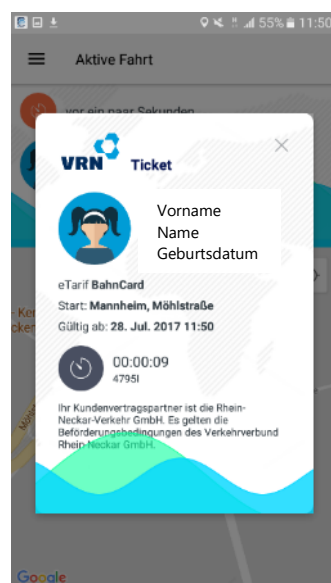 55% 11:50
Aktive Fahrt
vor ein paar Sekunden
VRN Ticket
Vorname
Name
Geburtsdatum
eTarif BahnCard
Start: Mannheim, Möhlstraße
Gültig ab: 28. Jul. 2017 11:50
00:00:09
4795I
Ihr Kundenvertragspartner ist die Rhein-
Neckar-Verkehr GmbH. Es gelten die
Beförderungsbedingungen des Verkehrverbund
Rhein-Neckar GmbH.
Google